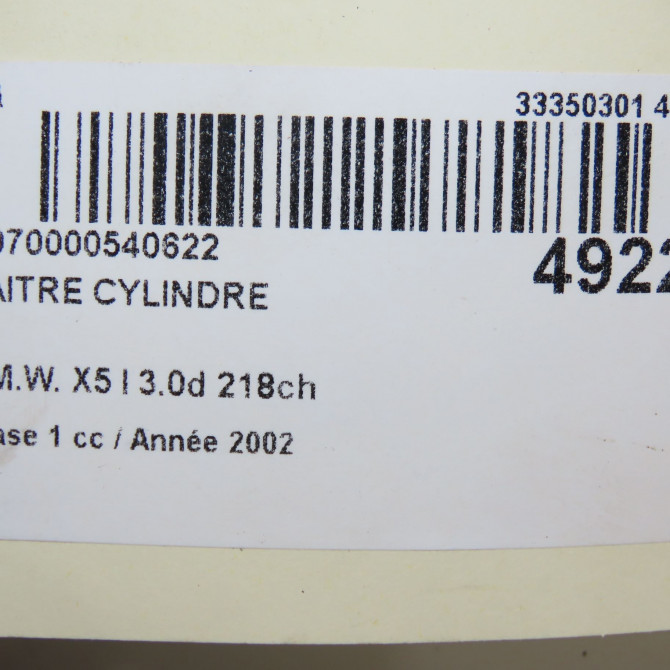 33350301 4
070000540622
4922
AITRE CYLINDRE
M.W. X5 I 3.0d 218ch
ase 1 cc / Année 2002